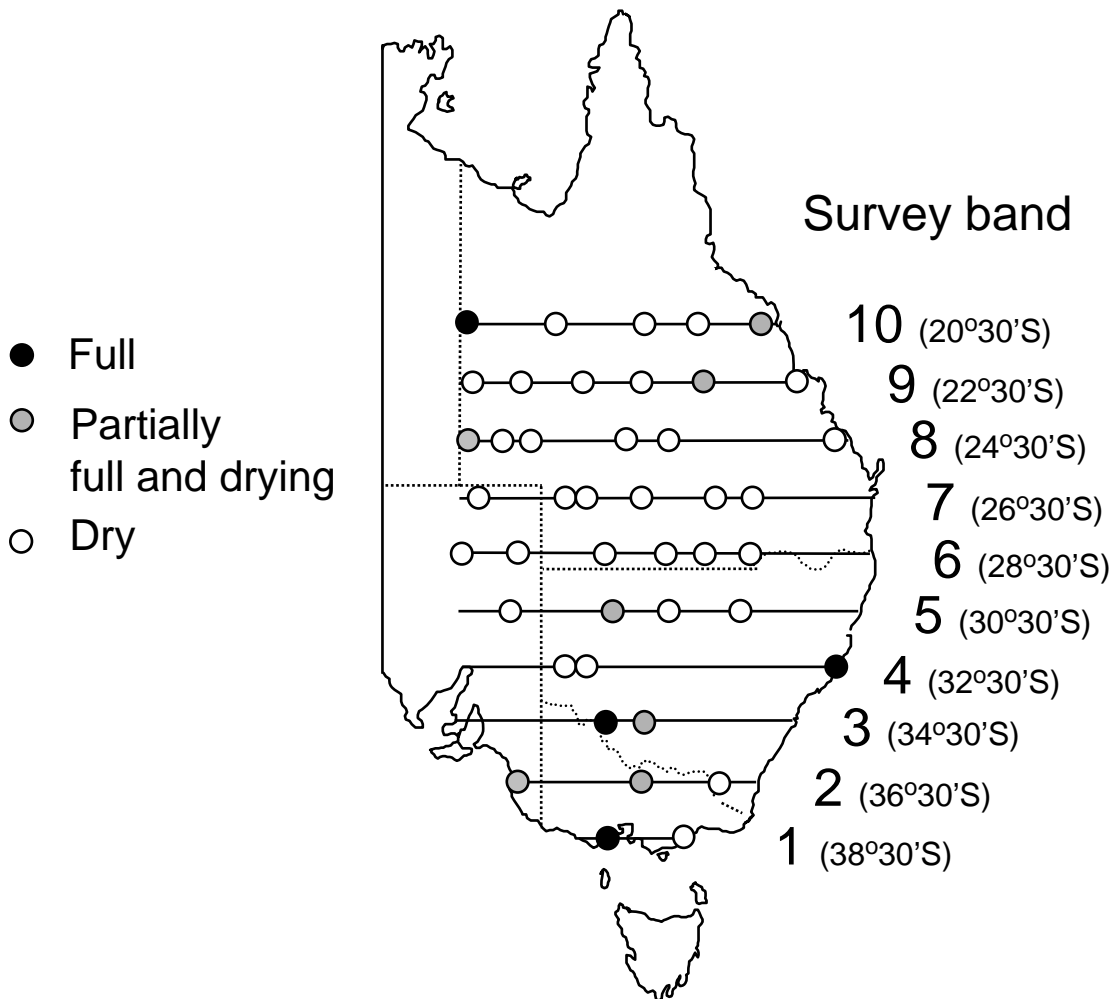 Survey band
10 (20º30’S)
9 (22º30’S)
8 (24º30’S)
7 (26º30’S)
6 (28º30’S)
5 (30º30’S)
4 (32º30’S)
3 (34º30’S)
2 (36º30’S)
1 (38º30’S)
Full
Partially
full and drying
Dry